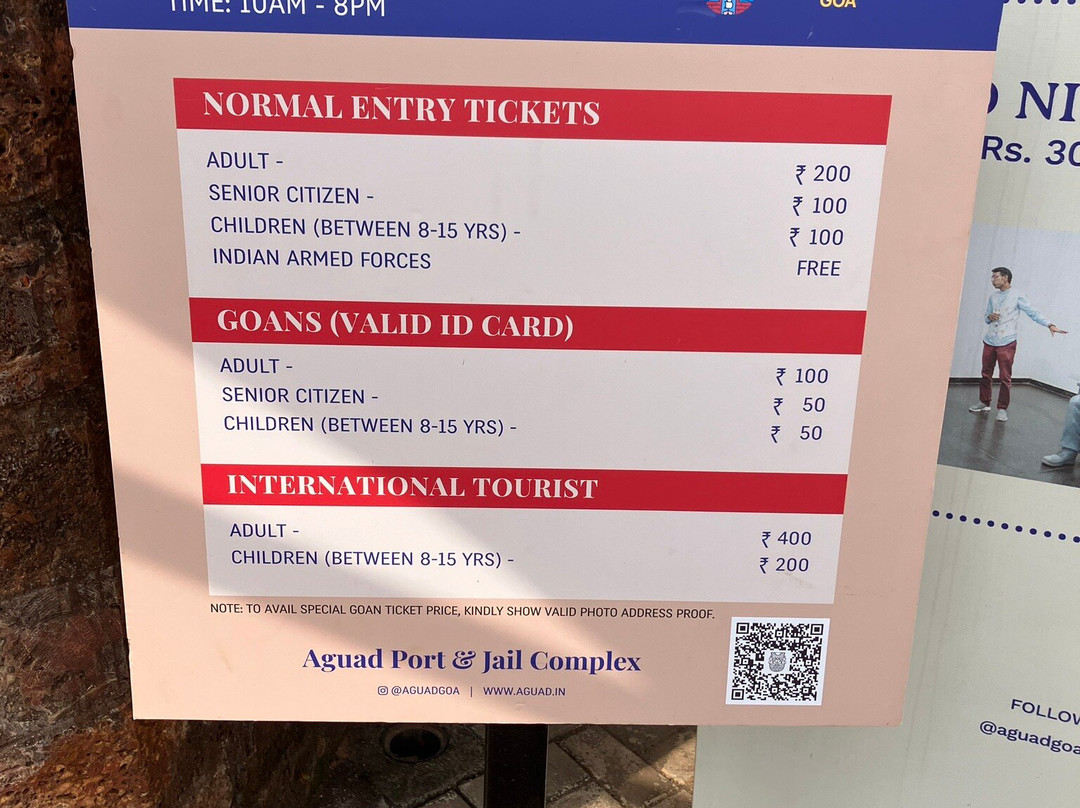 TIME: 10AM - 8PM
GOA
NORMAL ENTRY TICKETS
ADULT - ₹ 200
SENIOR CITIZEN - ₹ 100
CHILDREN (BETWEEN 8-15 YRS) - ₹ 100
INDIAN ARMED FORCES FREE
GOANS (VALID ID CARD)
ADULT - ₹ 100
SENIOR CITIZEN - ₹ 50
CHILDREN (BETWEEN 8-15 YRS) - ₹ 50
INTERNATIONAL TOURIST
ADULT - ₹ 400
CHILDREN (BETWEEN 8-15 YRS) - ₹ 200
NOTE: TO AVAIL SPECIAL GOAN TICKET PRICE, KINDLY SHOW VALID PHOTO ADDRESS PROOF.
Aguad Port & Jail Complex
@AGUADGOA | WWW.AGUAD.IN
NI
Rs. 30
FOLLOW
@aguadgoa